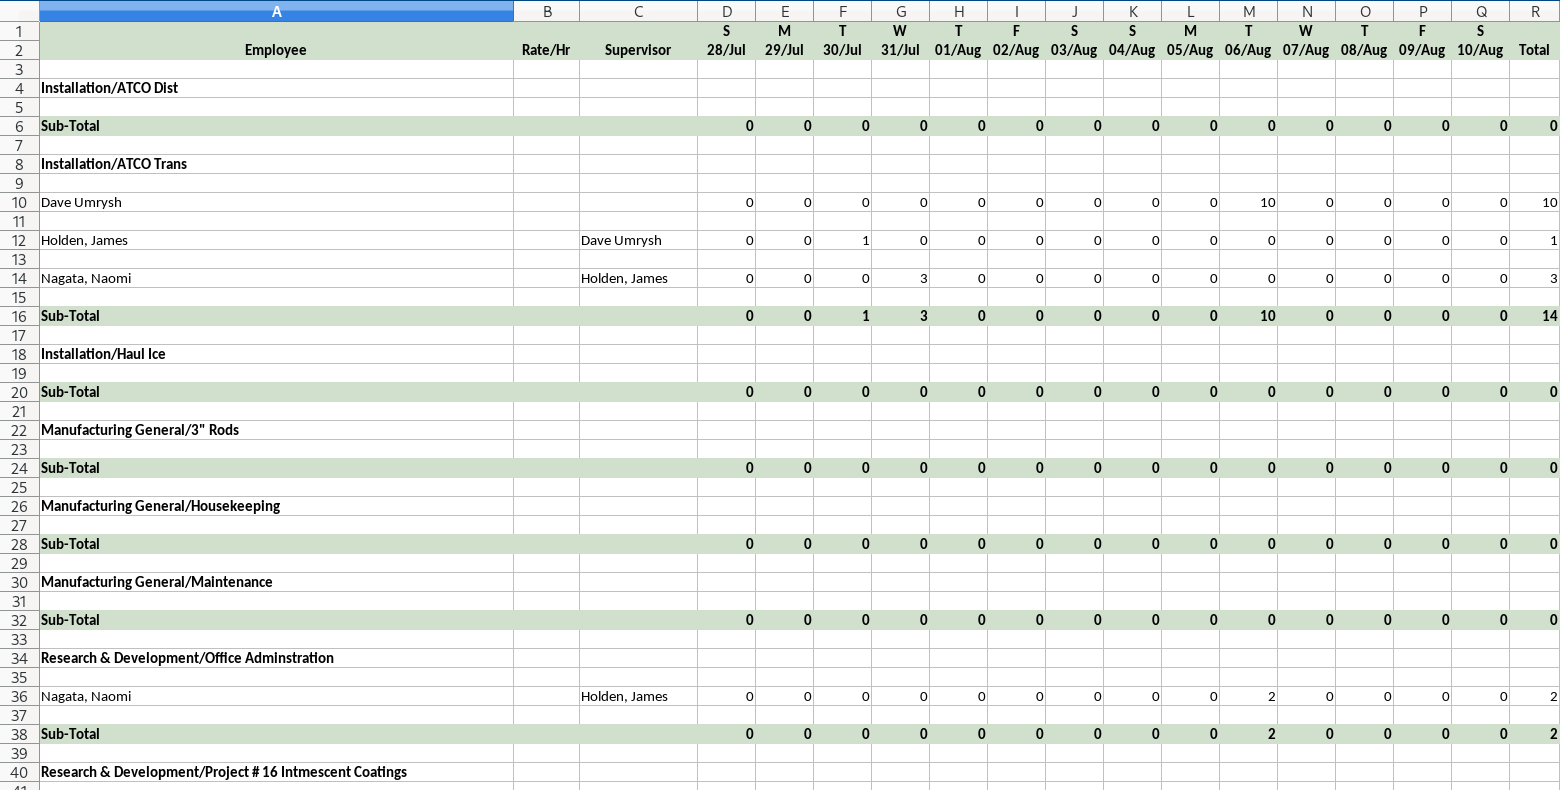 A B C D E F G H I J K L M N O P Q R
1 S M T W T F S S M T W T F S
2 Employee Rate/Hr Supervisor 28/Jul 29/Jul 30/Jul 31/Jul 01/Aug 02/Aug 03/Aug 04/Aug 05/Aug 06/Aug 07/Aug 08/Aug 09/Aug 10/Aug Total
3
4 Installation/ATCO Dist
5
6 Sub-Total 0 0 0 0 0 0 0 0 0 0 0 0 0 0 0
7
8 Installation/ATCO Trans
9
10 Dave Umrysh 0 0 0 0 0 0 0 0 0 10 0 0 0 0 10
11
12 Holden, James Dave Umrysh 0 0 1 0 0 0 0 0 0 0 0 0 0 0 1
13
14 Nagata, Naomi Holden, James 0 0 0 3 0 0 0 0 0 0 0 0 0 0 3
15
16 Sub-Total 0 0 1 3 0 0 0 0 0 10 0 0 0 0 14
17
18 Installation/Haul Ice
19
20 Sub-Total 0 0 0 0 0 0 0 0 0 0 0 0 0 0 0
21
22 Manufacturing General/3" Rods
23
24 Sub-Total 0 0 0 0 0 0 0 0 0 0 0 0 0 0 0
25
26 Manufacturing General/Housekeeping
27
28 Sub-Total 0 0 0 0 0 0 0 0 0 0 0 0 0 0 0
29
30 Manufacturing General/Maintenance
31
32 Sub-Total 0 0 0 0 0 0 0 0 0 0 0 0 0 0 0
33
34 Research & Development/Office Adminstration
35
36 Nagata, Naomi Holden, James 0 0 0 0 0 0 0 0 0 2 0 0 0 0 2
37
38 Sub-Total 0 0 0 0 0 0 0 0 0 2 0 0 0 0 2
39
40 Research & Development/Project # 16 Intmescent Coatings
41